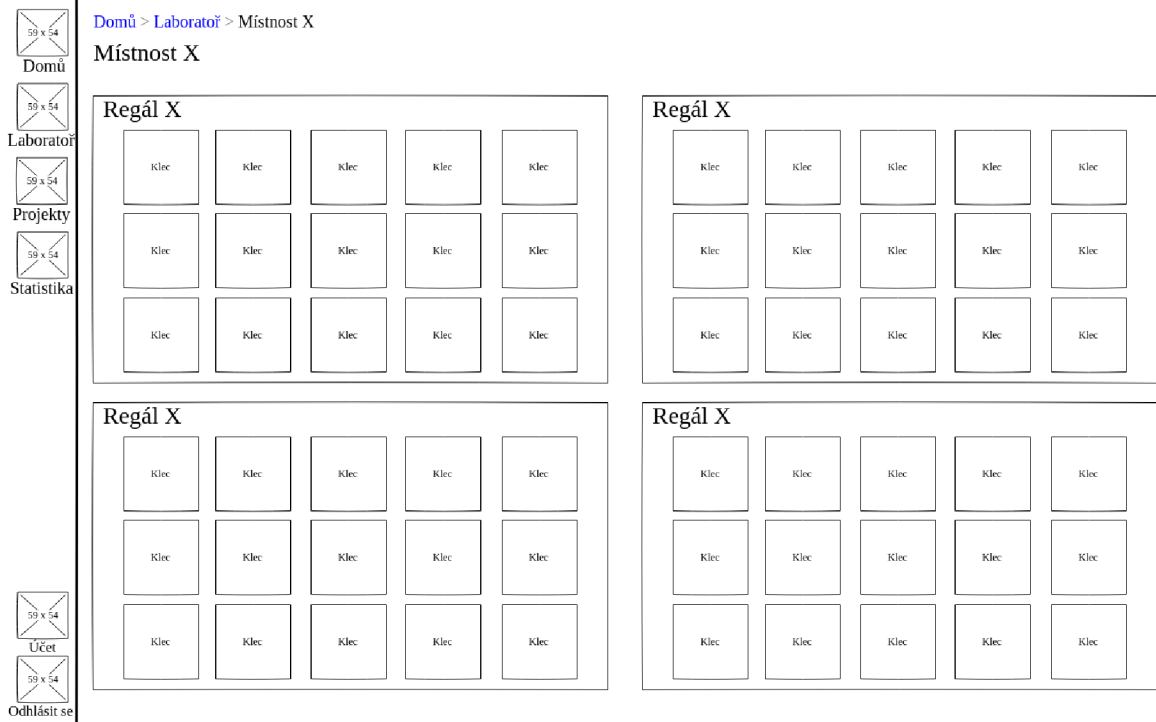 59 x 54
Domů
59 x 54
Laboratoř
59 x 54
Projekty
59 x 54
Statistika
59 x 54
Účet
59 x 54
Odhlásit se
Domů > Laboratoř > Místnost X
Místnost X
Regál X
Klec Klec Klec Klec Klec
Klec Klec Klec Klec Klec
Klec Klec Klec Klec Klec
Regál X
Klec Klec Klec Klec Klec
Klec Klec Klec Klec Klec
Klec Klec Klec Klec Klec
Regál X
Klec Klec Klec Klec Klec
Klec Klec Klec Klec Klec
Klec Klec Klec Klec Klec
Regál X
Klec Klec Klec Klec Klec
Klec Klec Klec Klec Klec
Klec Klec Klec Klec Klec